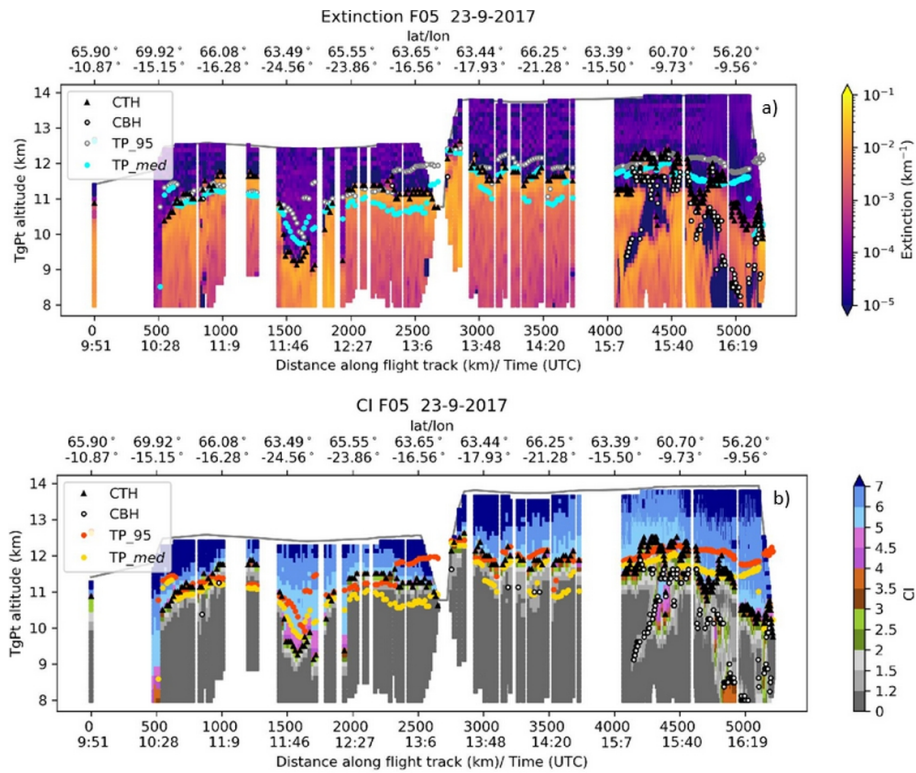 Extinction F05 23-9-2017
lat/lon
65.90° 69.92° 66.08° 63.49° 65.55° 63.65° 63.44° 66.25° 63.39° 60.70° 56.20°
-10.87° -15.15° -16.28° -24.56° -23.86° -16.56° -17.93° -21.28° -15.50° -9.73° -9.56°
a)
CTH
CBH
TP_95
TP_med
TgPt altitude (km)
14
13
12
11
10
9
8
0 500 1000 1500 2000 2500 3000 3500 4000 4500 5000
9:51 10:28 11:9 11:46 12:27 13:6 13:48 14:20 15:7 15:40 16:19
Distance along flight track (km)/ Time (UTC)
10⁻¹
10⁻²
10⁻³
10⁻⁴
10⁻⁵
Extinction (km⁻¹)
CI F05 23-9-2017
lat/lon
65.90° 69.92° 66.08° 63.49° 65.55° 63.65° 63.44° 66.25° 63.39° 60.70° 56.20°
-10.87° -15.15° -16.28° -24.56° -23.86° -16.56° -17.93° -21.28° -15.50° -9.73° -9.56°
b)
CTH
CBH
TP_95
TP_med
TgPt altitude (km)
14
13
12
11
10
9
8
0 500 1000 1500 2000 2500 3000 3500 4000 4500 5000
9:51 10:28 11:9 11:46 12:27 13:6 13:48 14:20 15:7 15:40 16:19
Distance along flight track (km)/ Time (UTC)
7
6
5
4.5
4
3
2.5
2
1.5
1.2
0
CI